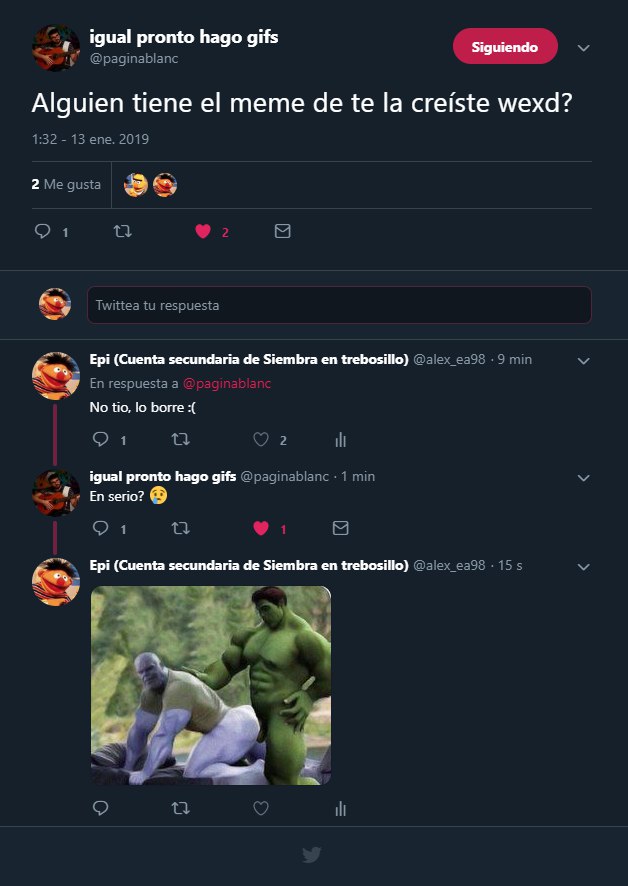 igual pronto hago gifs
@paginablanc
Siguiendo
Alguien tiene el meme de te la creíste wexd?
1:32 - 13 ene. 2019
2 Me gusta
1 2
Twittea tu respuesta
Epi (Cuenta secundaria de Siembra en trebosillo) @alex_ea98 · 9 min
En respuesta a @paginablanc
No tio, lo borre :(
1 2
igual pronto hago gifs @paginablanc · 1 min
En serio? 😢
1 1
Epi (Cuenta secundaria de Siembra en trebosillo) @alex_ea98 · 15 s